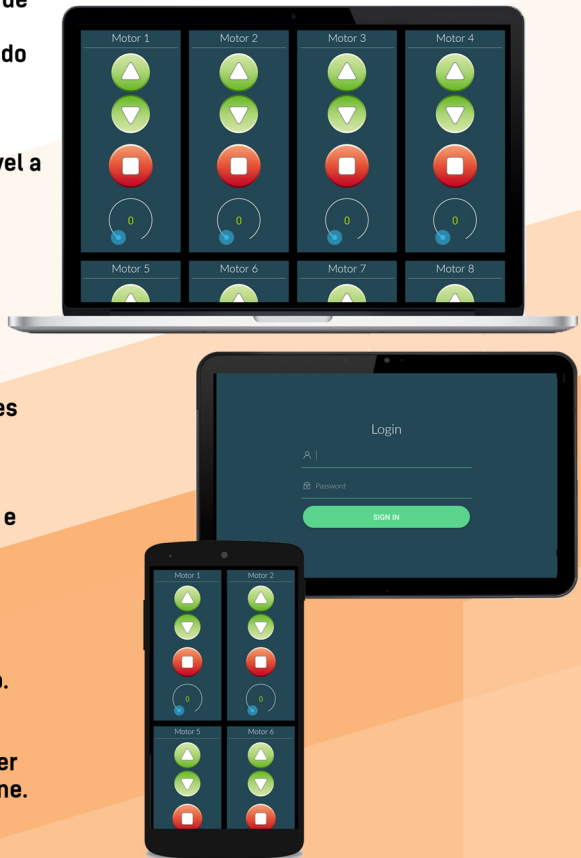 de
do
vel a
es
e
o.
er
ne.
Motor 1 Motor 2 Motor 3 Motor 4
0 0 0 0
Motor 5 Motor 6 Motor 7 Motor 8
Login
Password
SIGN IN
Motor 1 Motor 2
0 0
Motor 5 Motor 6